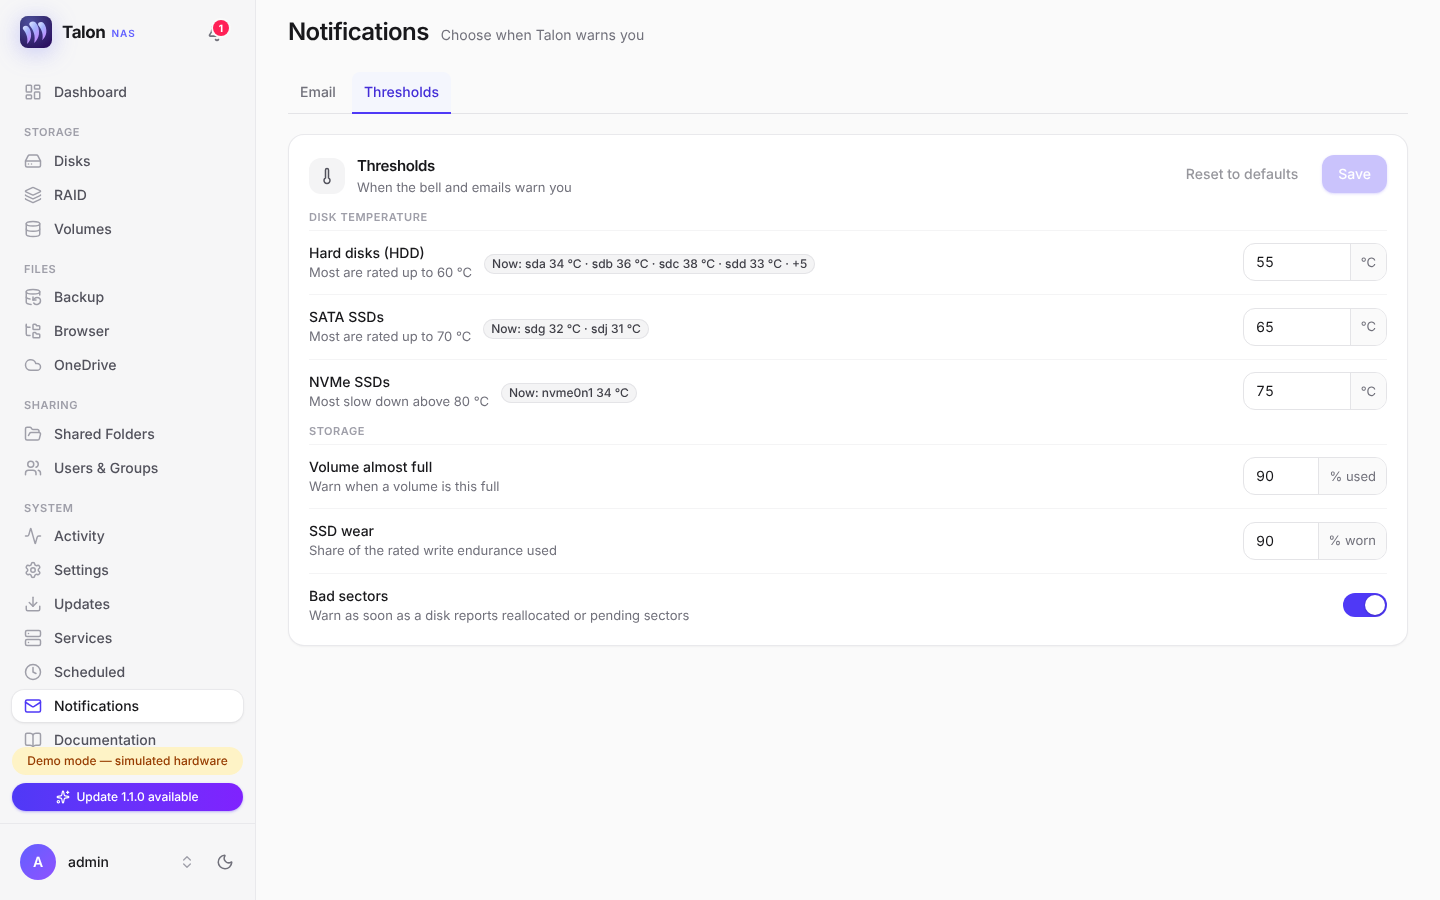 Talon NAS
1
Dashboard
STORAGE
Disks
RAID
Volumes
FILES
Backup
Browser
OneDrive
SHARING
Shared Folders
Users & Groups
SYSTEM
Activity
Settings
Updates
Services
Scheduled
Notifications
Documentation
Demo mode — simulated hardware
Update 1.1.0 available
A admin
Notifications Choose when Talon warns you
Email Thresholds
Thresholds
When the bell and emails warn you
Reset to defaults Save
DISK TEMPERATURE
Hard disks (HDD)
Most are rated up to 60 °C
Now: sda 34 °C · sdb 36 °C · sdc 38 °C · sdd 33 °C · +5
55 °C
SATA SSDs
Most are rated up to 70 °C
Now: sdg 32 °C · sdj 31 °C
65 °C
NVMe SSDs
Most slow down above 80 °C
Now: nvme0n1 34 °C
75 °C
STORAGE
Volume almost full
Warn when a volume is this full
90 % used
SSD wear
Share of the rated write endurance used
90 % worn
Bad sectors
Warn as soon as a disk reports reallocated or pending sectors